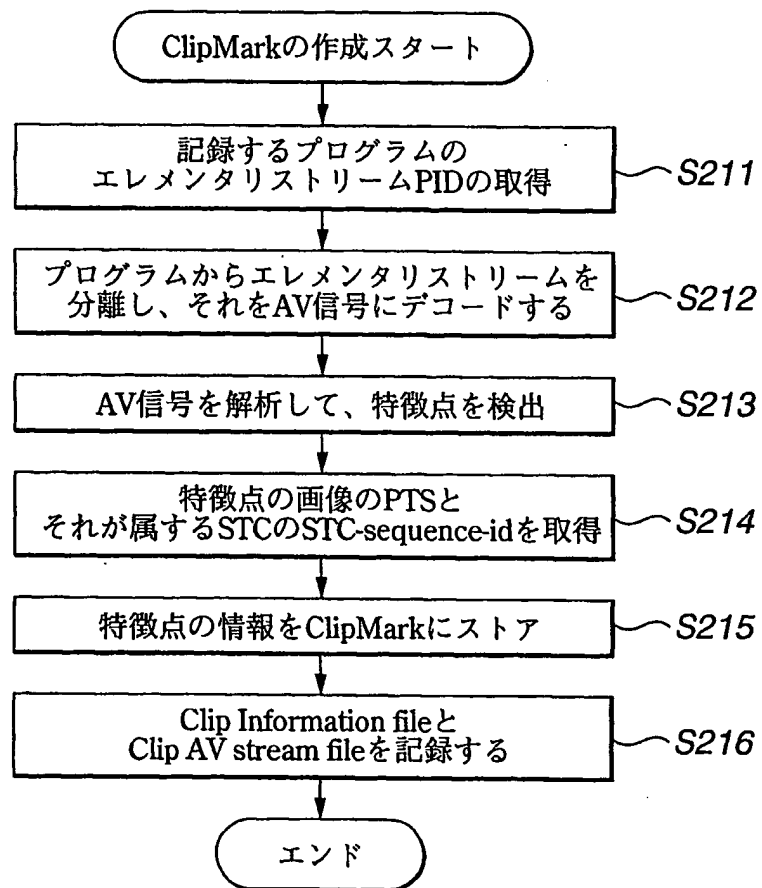 ClipMarkの作成スタート
記録するプログラムの
エレメンタリストリームPIDの取得
S211
プログラムからエレメンタリストリームを
分離し、それをAV信号にデコードする
S212
AV信号を解析して、特徴点を検出
S213
特徴点の画像のPTSと
それが属するSTCのSTC-sequence-idを取得
S214
特徴点の情報をClipMarkにストア
S215
Clip Information fileと
Clip AV stream fileを記録する
S216
エンド